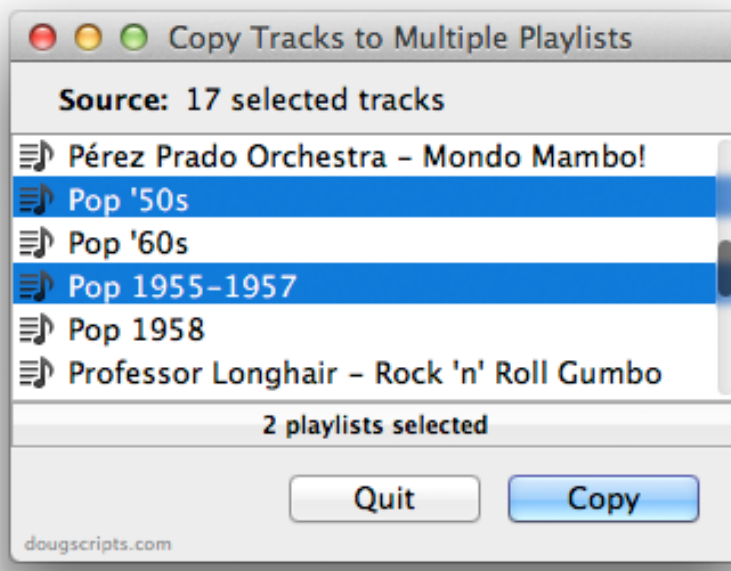 Copy Tracks to Multiple Playlists
Source: 17 selected tracks
Pérez Prado Orchestra – Mondo Mambo!
Pop '50s
Pop '60s
Pop 1955–1957
Pop 1958
Professor Longhair – Rock 'n' Roll Gumbo
2 playlists selected
Quit Copy
dougscripts.com